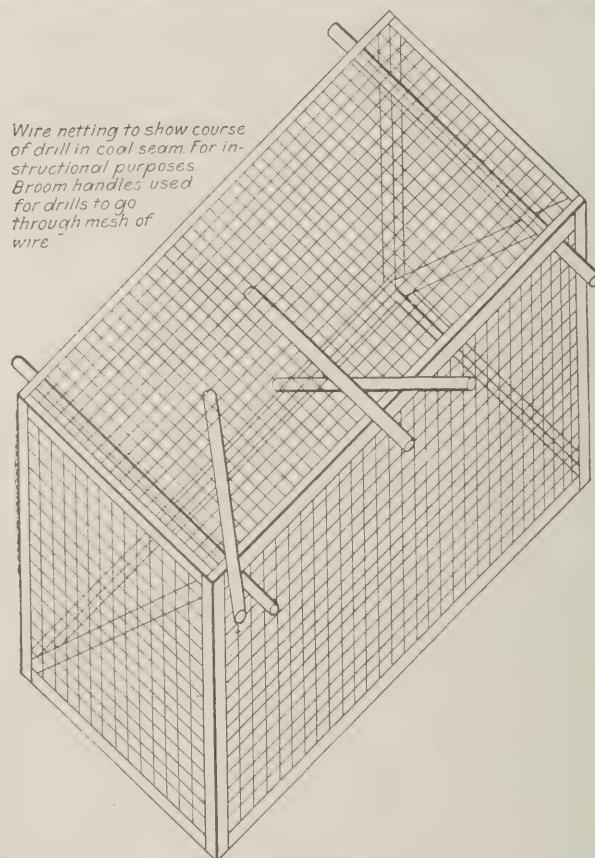 Wire netting to show course
of drill in coal seam. For in-
structional purposes.
Broom handles used
for drills to go
through mesh of
wire